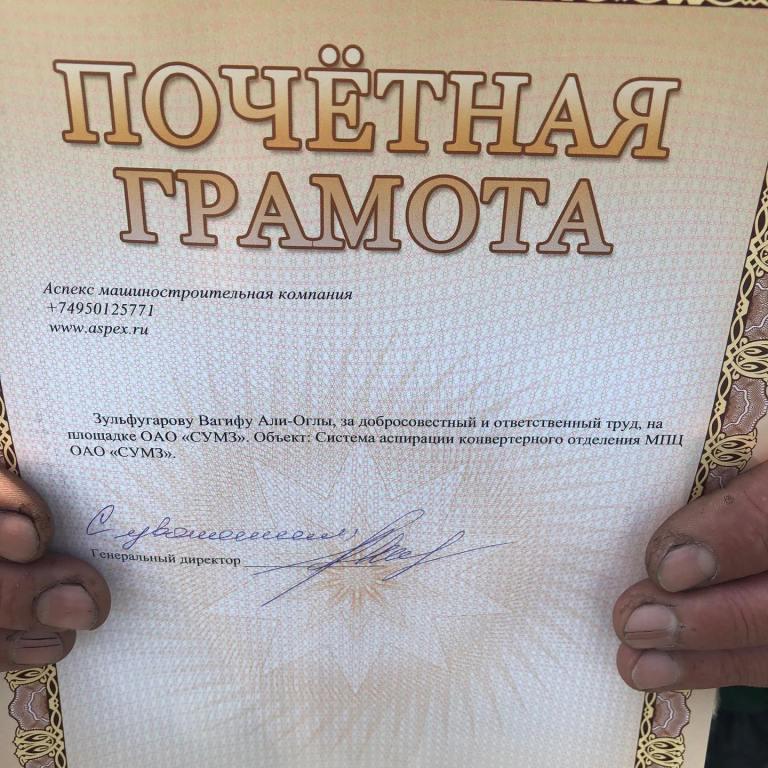 ПОЧЁТНАЯ
ГРАМОТА
Аспекс машиностроительная компания
+74950125771
www.aspex.ru
Зульфугарову Вагифу Али-Оглы, за добросовестный и ответственный труд, на
площадке ОАО «СУМЗ». Объект: Система аспирации конвертерного отделения МПЦ
ОАО «СУМЗ».
С уважением
Генеральный директор